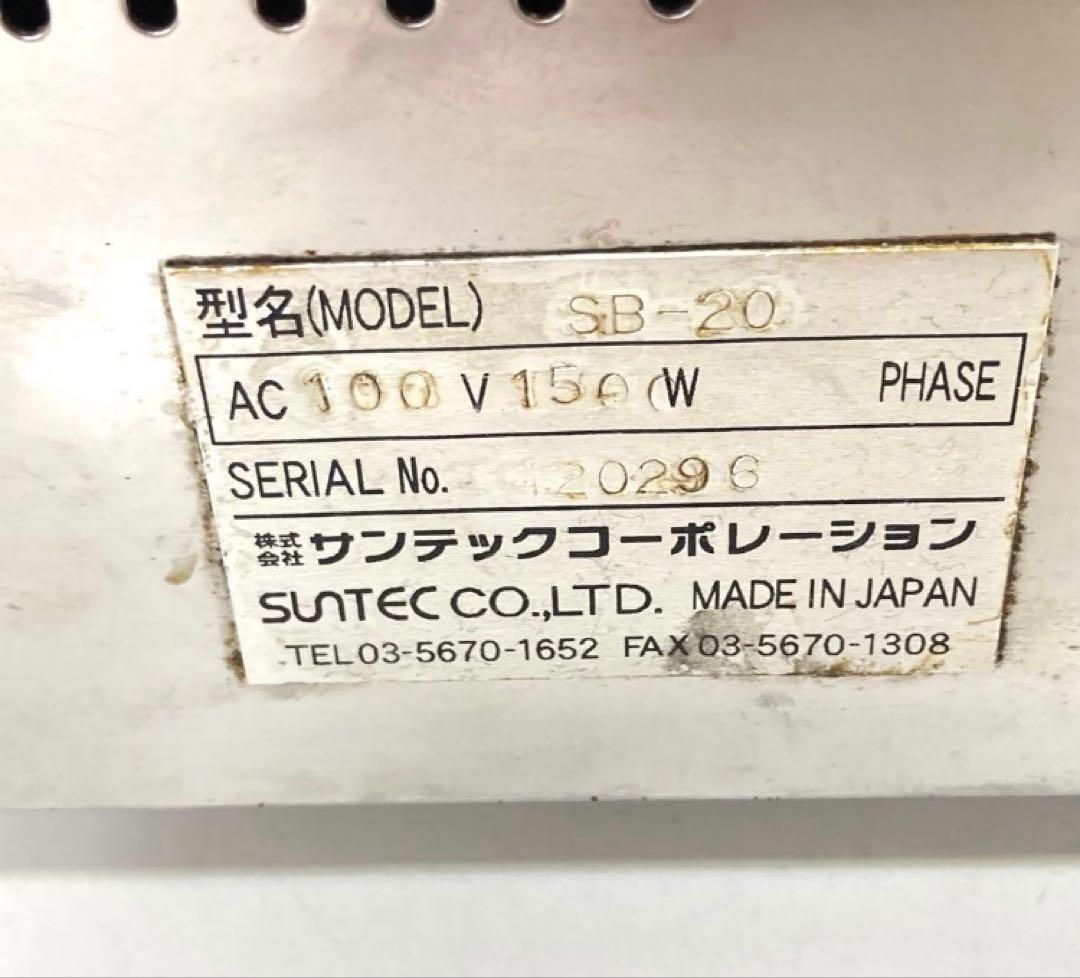 型名(MODEL) SB-20
AC 100 V 1500W PHASE
SERIAL No. 420296
株式会社 サンテックコーポレーション
SUNTEC CO.,LTD. MADE IN JAPAN
TEL 03-5670-1652 FAX 03-5670-1308